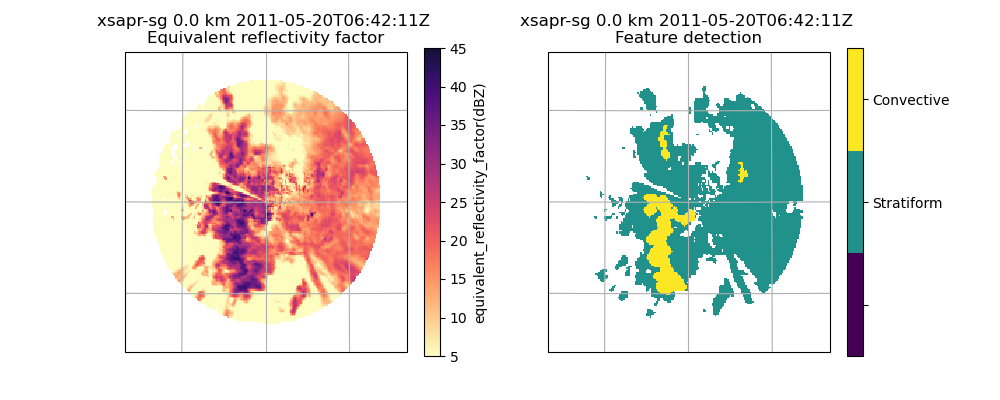 xsapr-sg 0.0 km 2011-05-20T06:42:11Z
Equivalent reflectivity factor
45
40
35
30
25
20
15
10
5
equivalent_reflectivity_factor(dBZ)
xsapr-sg 0.0 km 2011-05-20T06:42:11Z
Feature detection
Convective
Stratiform